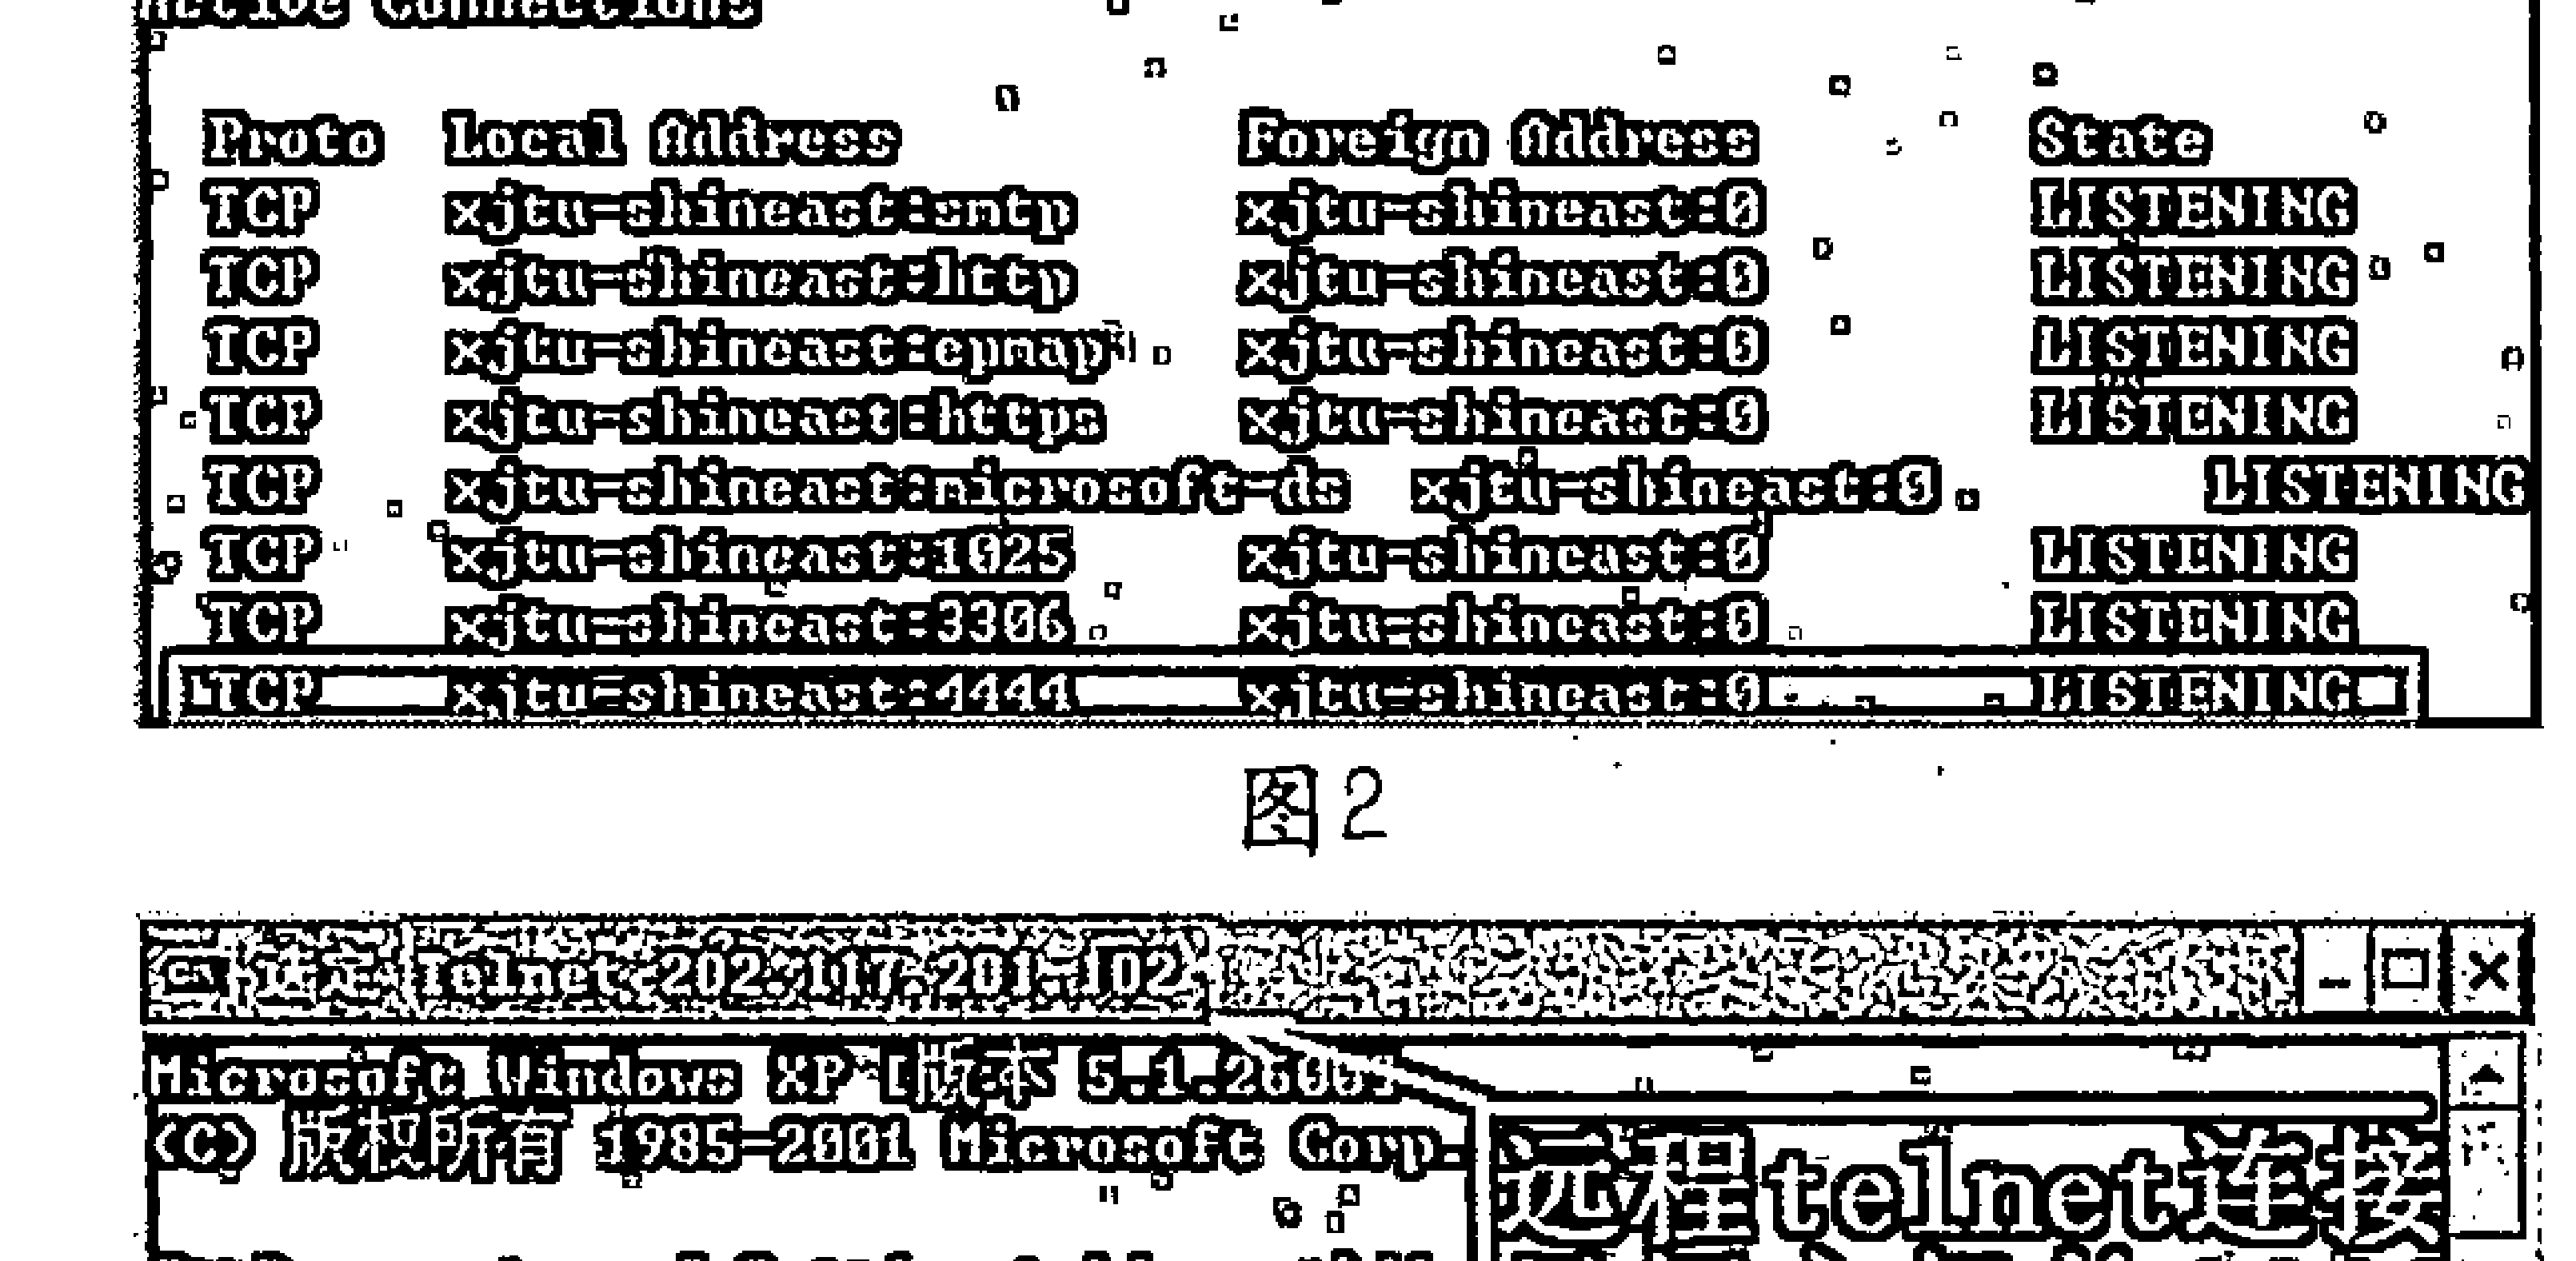 Active Connections
Proto Local Address Foreign Address State
TCP xjtu-shineast:smtp xjtu-shineast:0 LISTENING
TCP xjtu-shineast:http xjtu-shineast:0 LISTENING
TCP xjtu-shineast:epmap xjtu-shineast:0 LISTENING
TCP xjtu-shineast:https xjtu-shineast:0 LISTENING
TCP xjtu-shineast:microsoft-ds xjtu-shineast:0 LISTENING
TCP xjtu-shineast:1025 xjtu-shineast:0 LISTENING
TCP xjtu-shineast:3306 xjtu-shineast:0 LISTENING
TCP xjtu-shineast:4444 xjtu-shineast:0 LISTENING
图2
选定 Telnet 202.117.201.102
Microsoft Windows XP [版本 5.1.2600]
(C) 版权所有 1985-2001 Microsoft Corp.
远程telnet连接